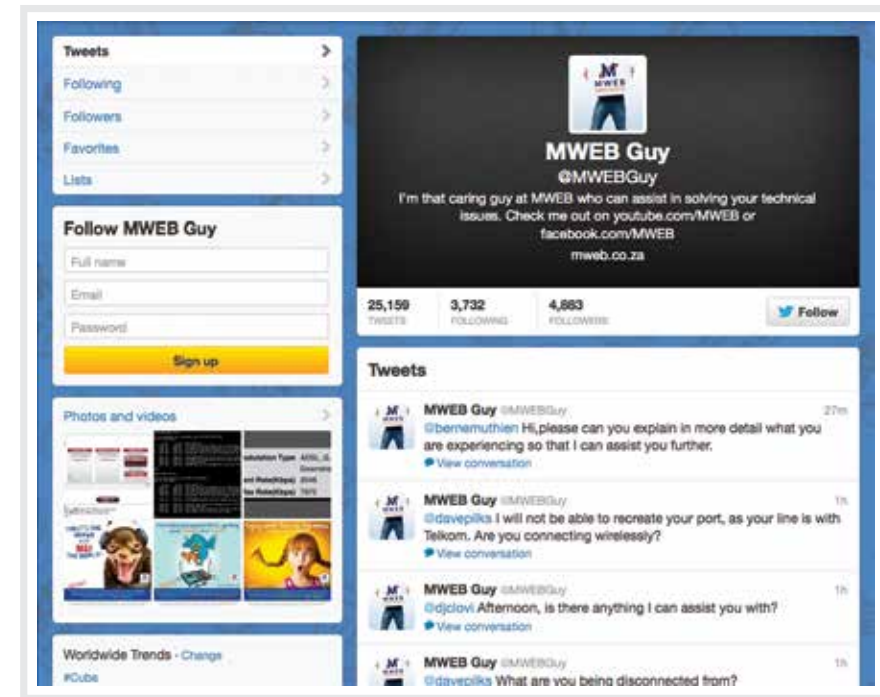 Tweets
Following
Followers
Favorites
Lists
Follow MWEB Guy
Full name
Email
Password
Sign up
Photos and videos
Worldwide Trends - Change
#Cuba
MWEB
MWEB Guy
@MWEBGuy
I'm that caring guy at MWEB who can assist in solving your technical
issues. Check me out on youtube.com/MWEB or
facebook.com/MWEB
mweb.co.za
25,159
TWEETS
3,732
FOLLOWING
4,883
FOLLOWERS
Follow
Tweets
MWEB Guy @MWEBGuy 27m
@bernemuthien Hi,please can you explain in more detail what you
are experiencing so that I can assist you further.
View conversation
MWEB Guy @MWEBGuy 1h
@davepilks I will not be able to recreate your port, as your line is with
Telkom. Are you connecting wirelessly?
View conversation
MWEB Guy @MWEBGuy 1h
@djclovi Afternoon, is there anything I can assist you with?
View conversation
MWEB Guy @MWEBGuy 1h
@davepilks What are you being disconnected from?